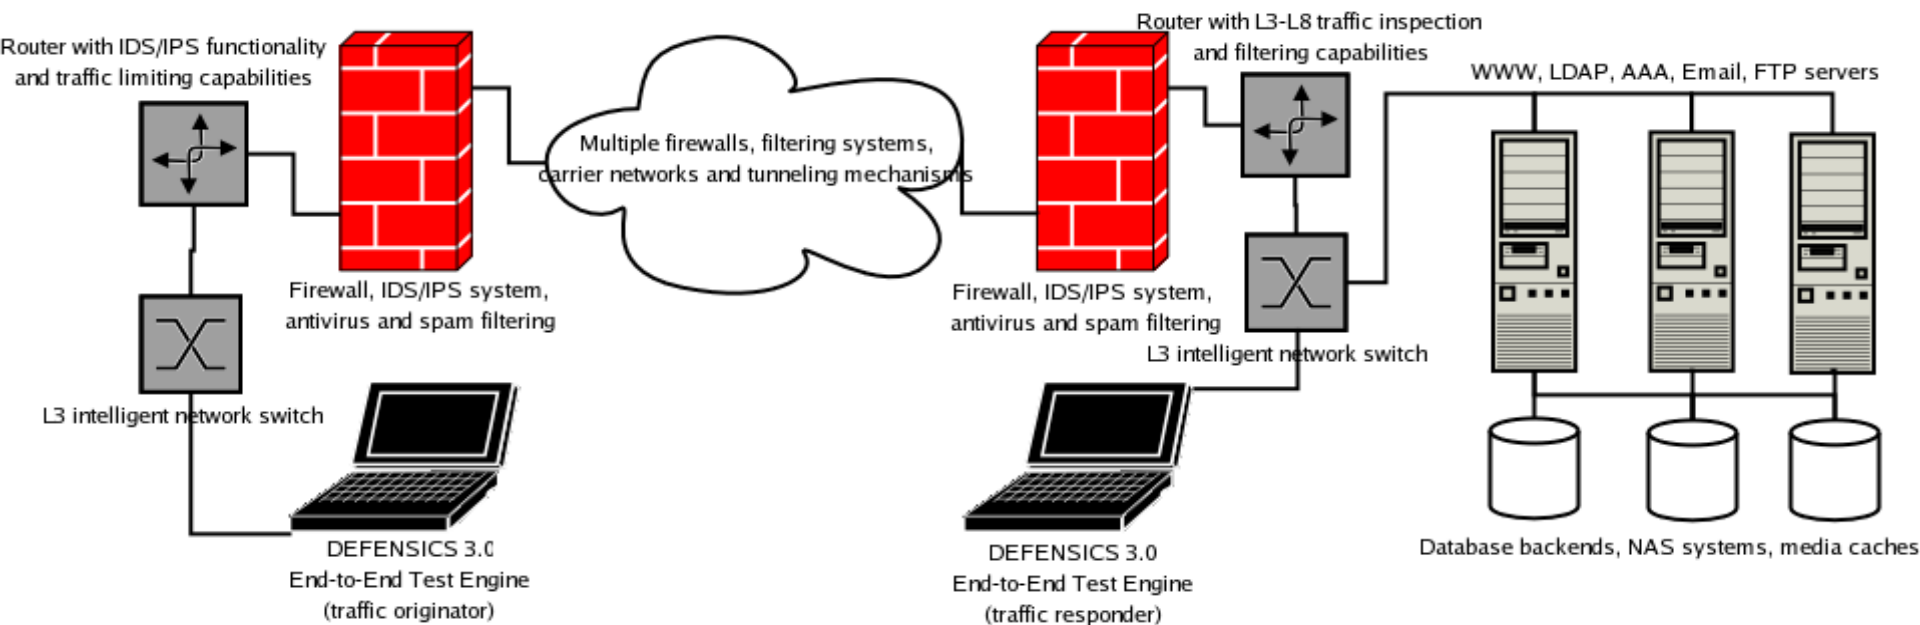 Router with IDS/IPS functionality
and traffic limiting capabilities
Firewall, IDS/IPS system,
antivirus and spam filtering
L3 intelligent network switch
DEFENSICS 3.0
End-to-End Test Engine
(traffic originator)
Multiple firewalls, filtering systems,
carrier networks and tunneling mechanisms
Router with L3-L8 traffic inspection
and filtering capabilities
Firewall, IDS/IPS system,
antivirus and spam filtering
L3 intelligent network switch
DEFENSICS 3.0
End-to-End Test Engine
(traffic responder)
WWW, LDAP, AAA, Email, FTP servers
Database backends, NAS systems, media caches